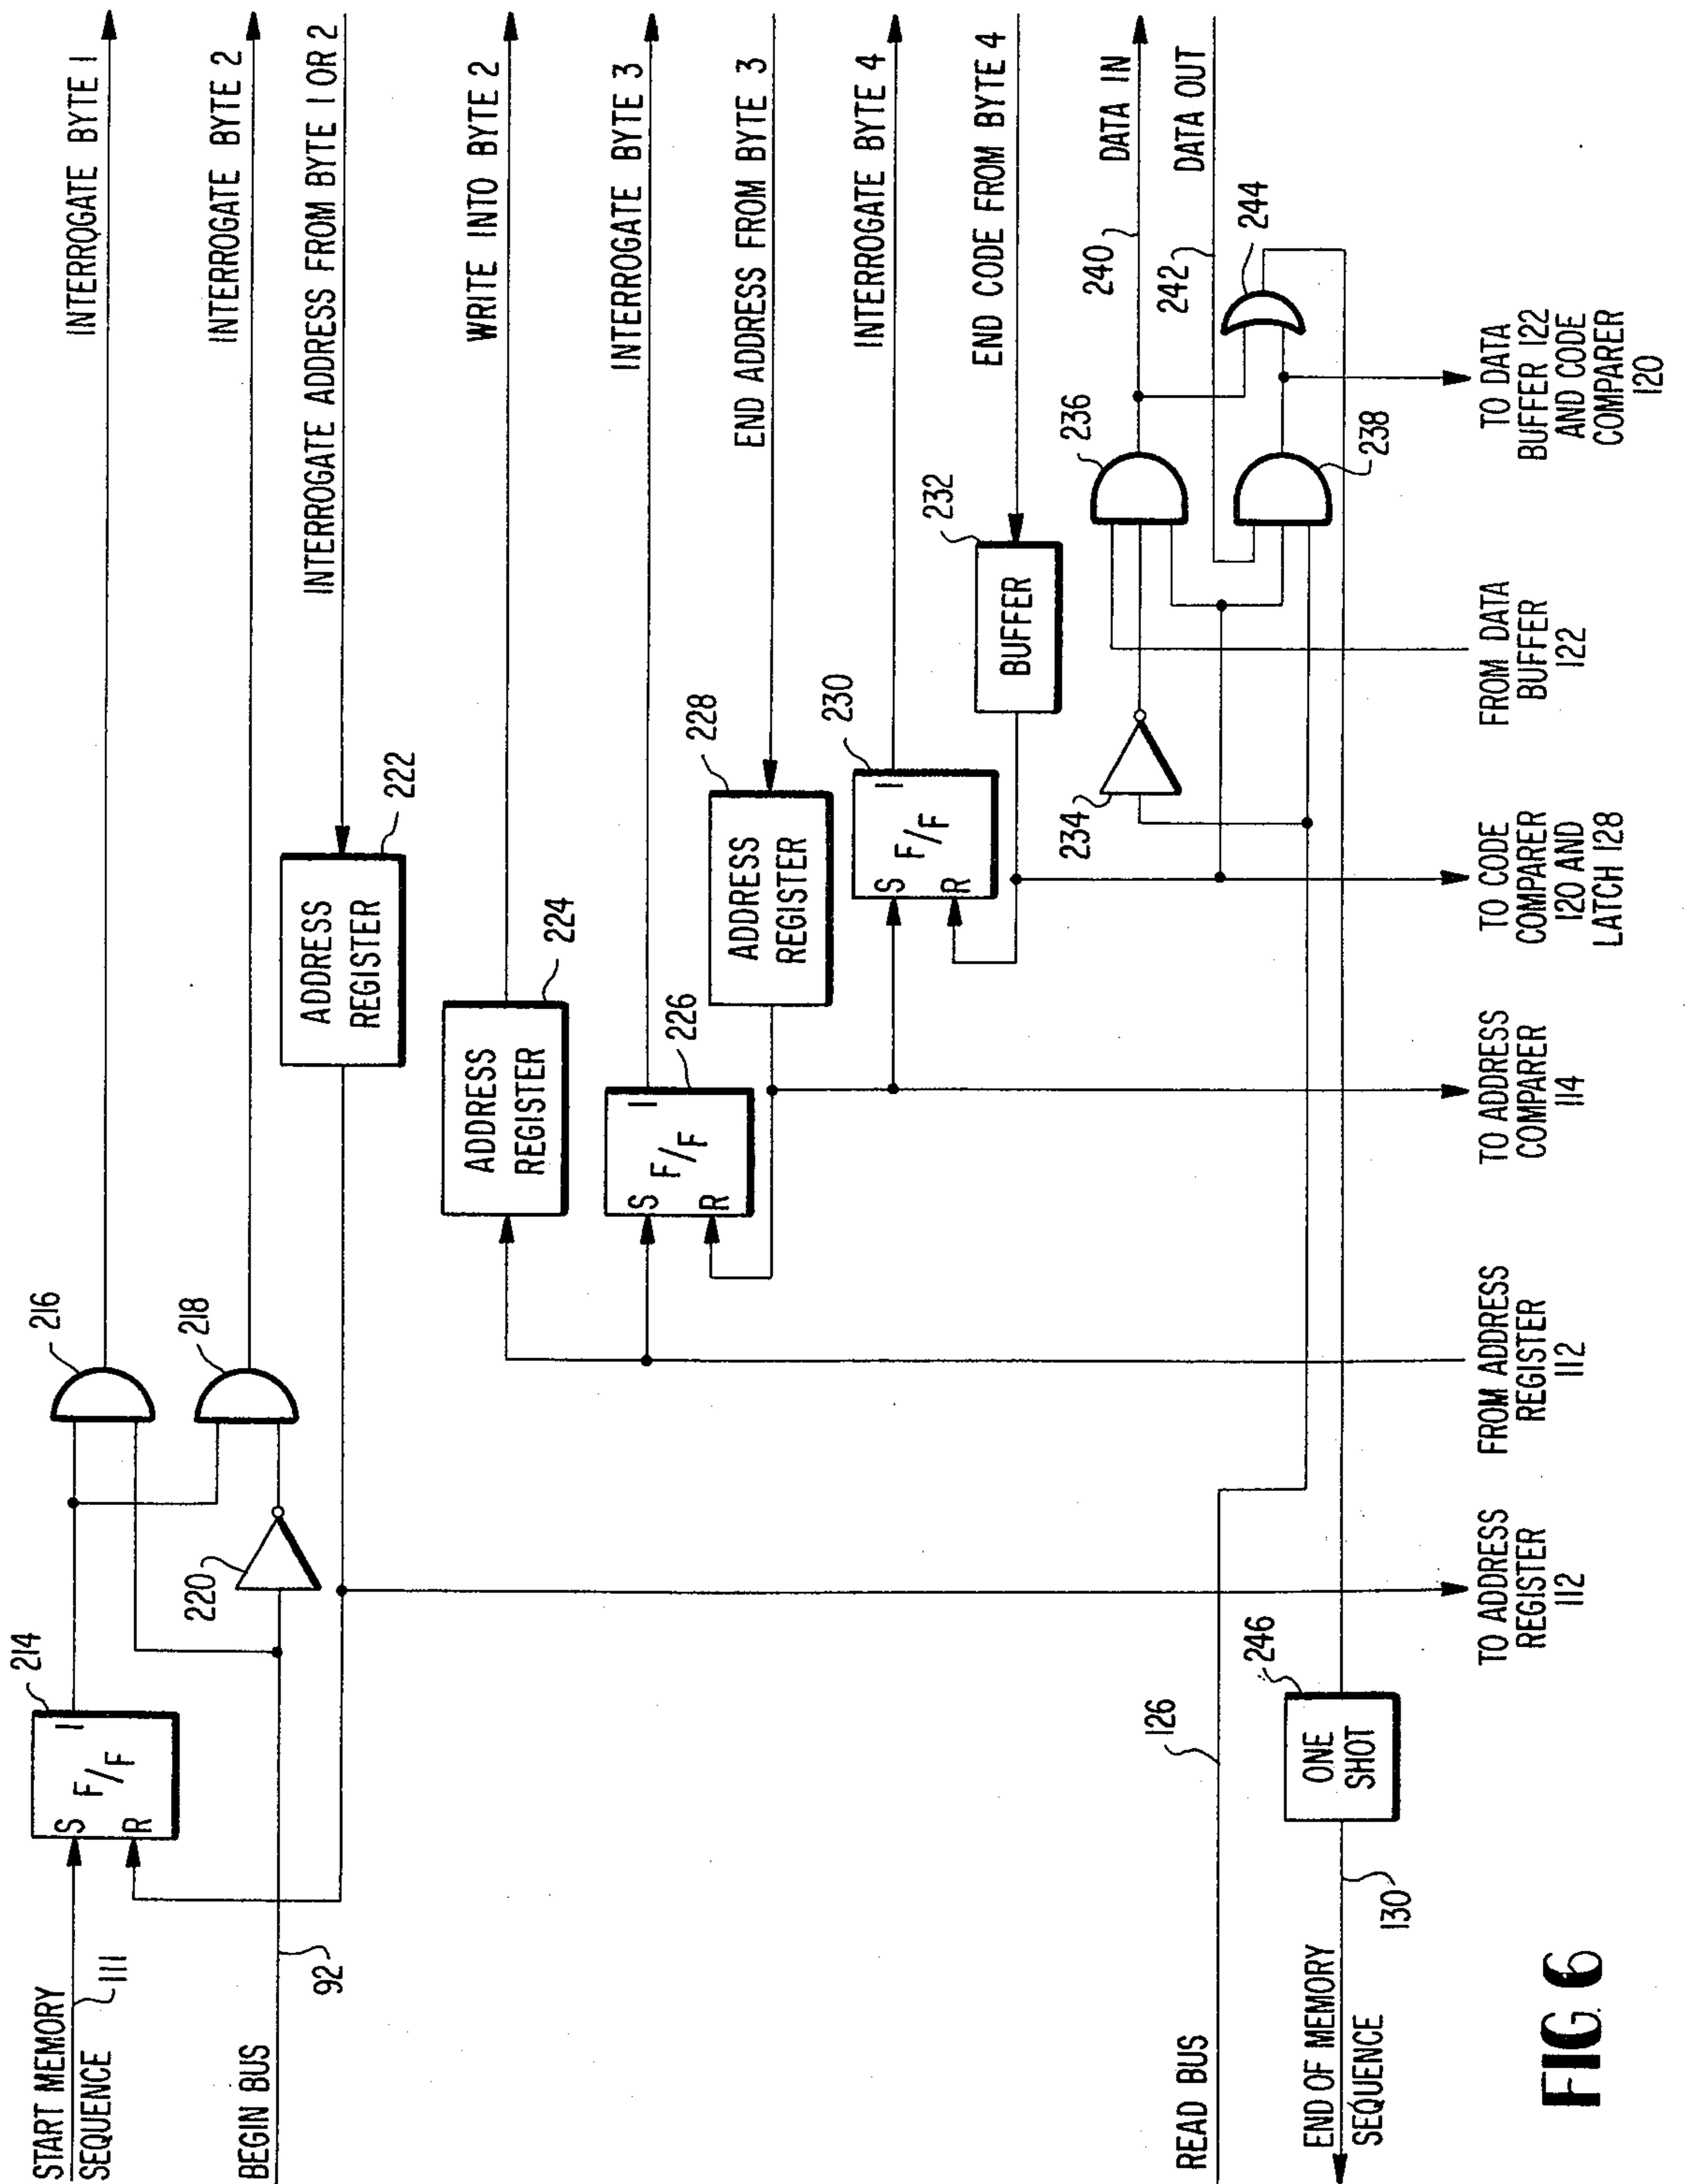 START MEMORY
SEQUENCE
111
BEGIN BUS
92
214
S
F/F
R
1
216
218
220
INTERROGATE BYTE 1
INTERROGATE BYTE 2
INTERROGATE ADDRESS FROM BYTE 1 OR 2
222
ADDRESS
REGISTER
224
ADDRESS
REGISTER
WRITE INTO BYTE 2
226
S
F/F
R
1
INTERROGATE BYTE 3
228
ADDRESS
REGISTER
END ADDRESS FROM BYTE 3
230
S
F/F
R
1
INTERROGATE BYTE 4
232
BUFFER
END CODE FROM BYTE 4
234
236
238
240
DATA IN
242
DATA OUT
244
READ BUS
126
246
ONE
SHOT
END OF MEMORY
SEQUENCE
130
TO ADDRESS
REGISTER
112
FROM ADDRESS
REGISTER
112
TO ADDRESS
COMPARER
114
TO CODE
COMPARER
120 AND
LATCH 128
FROM DATA
BUFFER
122
TO DATA
BUFFER 122
AND CODE
COMPARER
120
FIG. 6